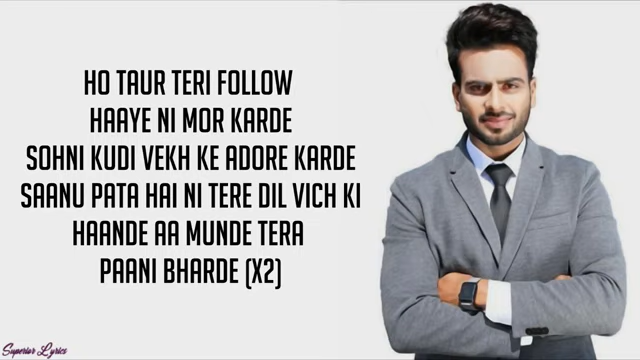 HO TAUR TERI FOLLOW
HAAYE NI MOR KARDE
SOHNI KUDI VEKH KE ADORE KARDE
SAANU PATA HAI NI TERE DIL VICH KI
HAANDE AA MUNDE TERA
PAANI BHARDE (X2)
Superior Lyrics